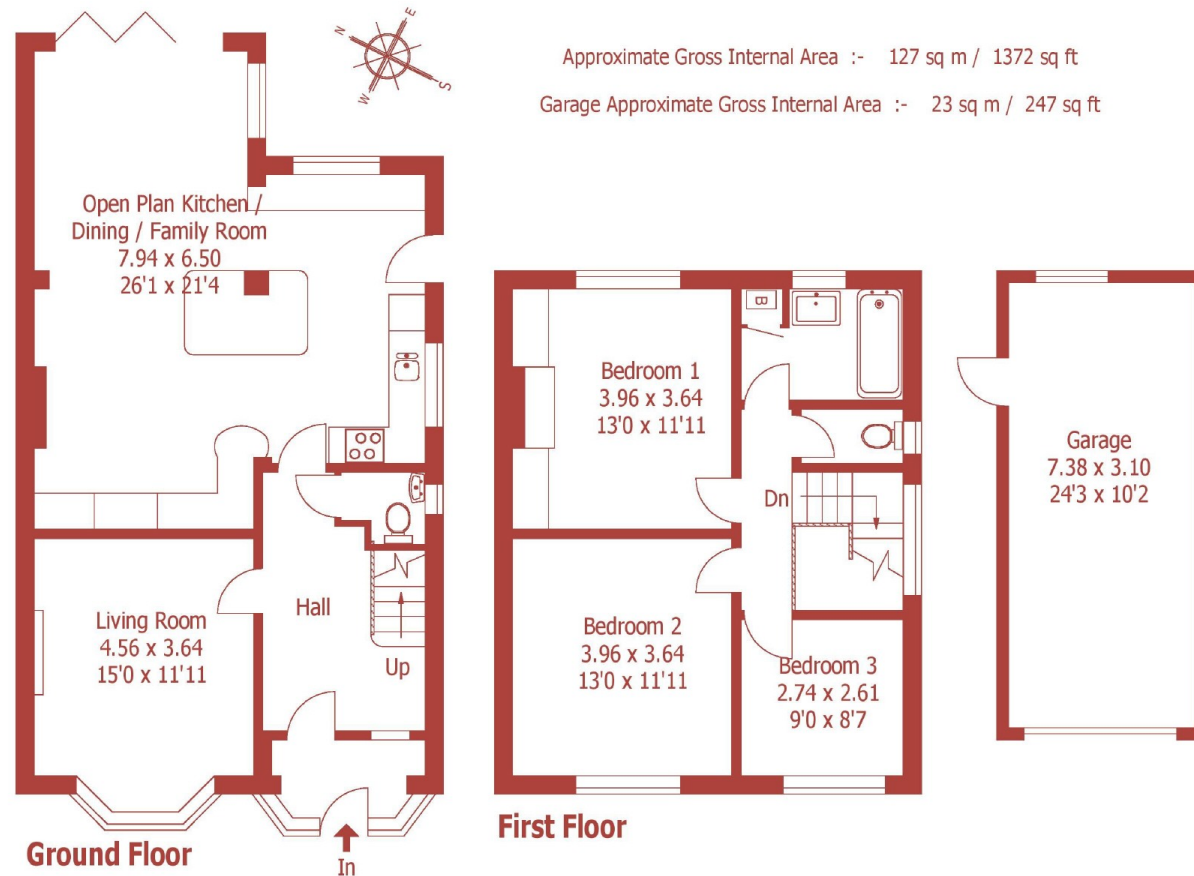 N
E
S
W
Approximate Gross Internal Area :- 127 sq m / 1372 sq ft
Garage Approximate Gross Internal Area :- 23 sq m / 247 sq ft
Open Plan Kitchen /
Dining / Family Room
7.94 x 6.50
26'1 x 21'4
Living Room
4.56 x 3.64
15'0 x 11'11
Hall
Up
In
Ground Floor
Bedroom 1
3.96 x 3.64
13'0 x 11'11
B
Dn
Bedroom 2
3.96 x 3.64
13'0 x 11'11
Bedroom 3
2.74 x 2.61
9'0 x 8'7
First Floor
Garage
7.38 x 3.10
24'3 x 10'2